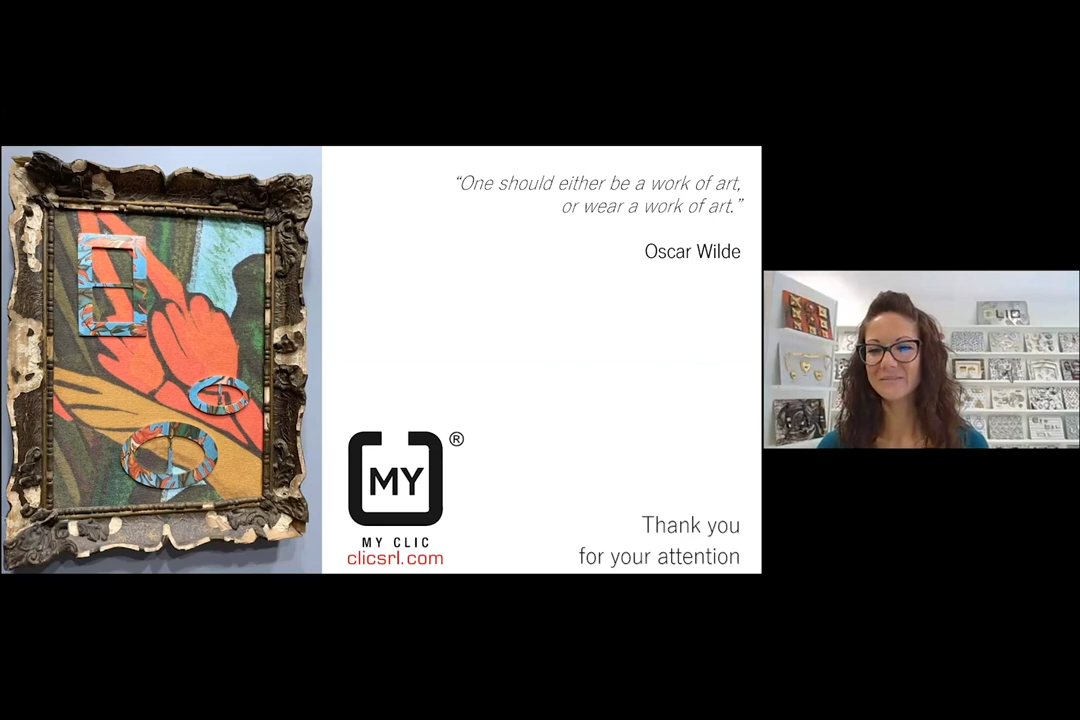 “One should either be a work of art,
or wear a work of art.”
Oscar Wilde
MY
®
MY CLIC
clicsrl.com
Thank you
for your attention